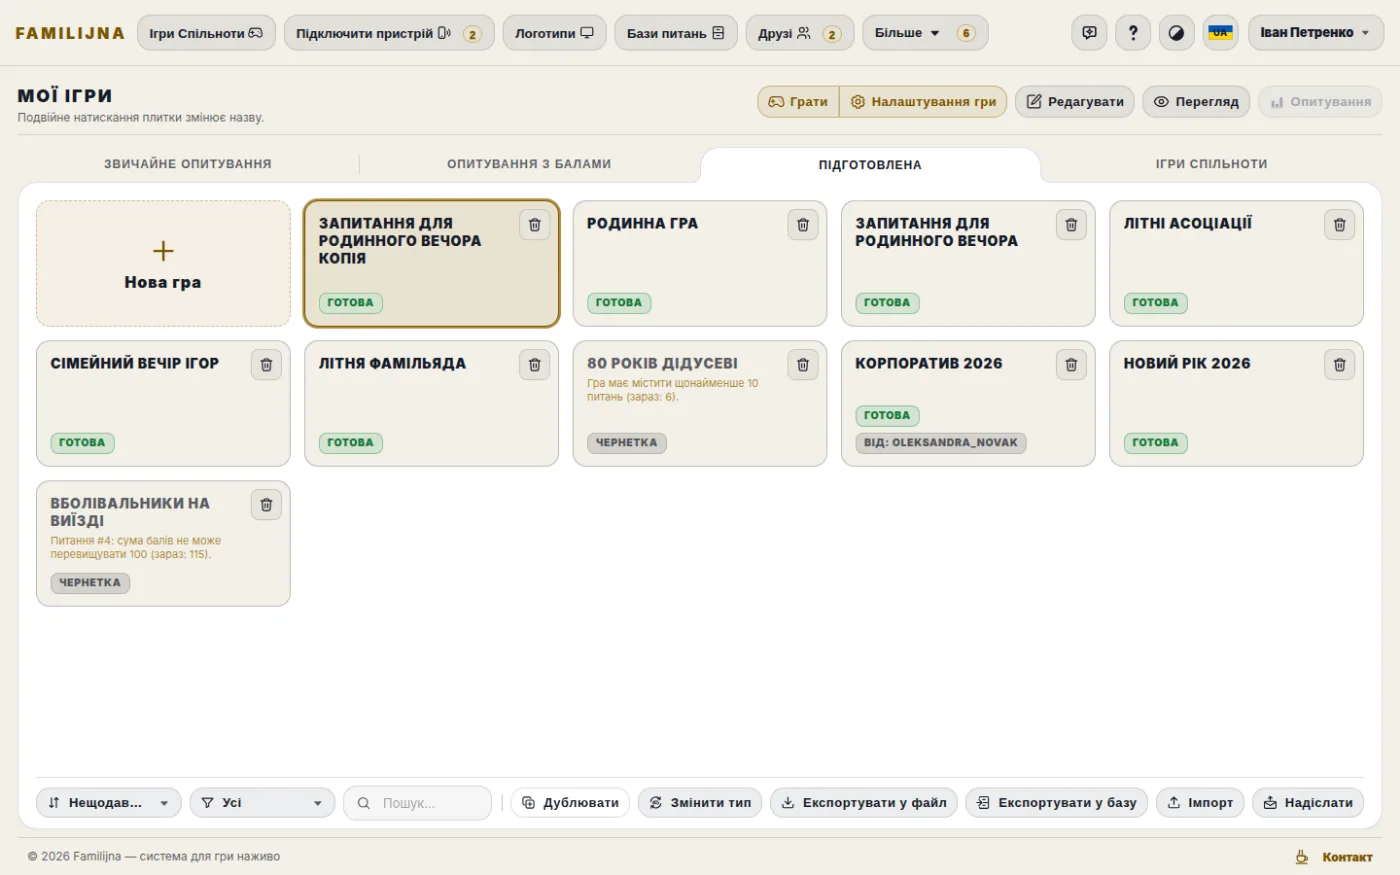 FAMILIJNA
Ігри Спільноти
Підключити пристрій 2
Логотипи
Бази питань
Друзі 2
Більше 6
?
UA
Іван Петренко
МОЇ ІГРИ
Подвійне натискання плитки змінює назву.
Грати
Налаштування гри
Редагувати
Перегляд
Опитування
ЗВИЧАЙНЕ ОПИТУВАННЯ
ОПИТУВАННЯ З БАЛАМИ
ПІДГОТОВЛЕНА
ІГРИ СПІЛЬНОТИ
+
Нова гра
ЗАПИТАННЯ ДЛЯ
РОДИННОГО ВЕЧОРА
КОПІЯ
ГОТОВА
РОДИННА ГРА
ГОТОВА
ЗАПИТАННЯ ДЛЯ
РОДИННОГО ВЕЧОРА
ГОТОВА
ЛІТНІ АСОЦІАЦІЇ
ГОТОВА
СІМЕЙНИЙ ВЕЧІР ІГОР
ГОТОВА
ЛІТНЯ ФАМІЛЬЯДА
ГОТОВА
80 РОКІВ ДІДУСЕВІ
Гра має містити щонайменше 10
питань (зараз: 6).
ЧЕРНЕТКА
КОРПОРАТИВ 2026
ГОТОВА
ВІД: OLEKSANDRA_NOVAK
НОВИЙ РІК 2026
ГОТОВА
ВБОЛІВАЛЬНИКИ НА
ВИЇЗДІ
Питання #4: сума балів не може
перевищувати 100 (зараз: 115).
ЧЕРНЕТКА
Нещодав...
Усі
Пошук...
Дублювати
Змінити тип
Експортувати у файл
Експортувати у базу
Імпорт
Надіслати
© 2026 Familijna — система для гри наживо
Контакт